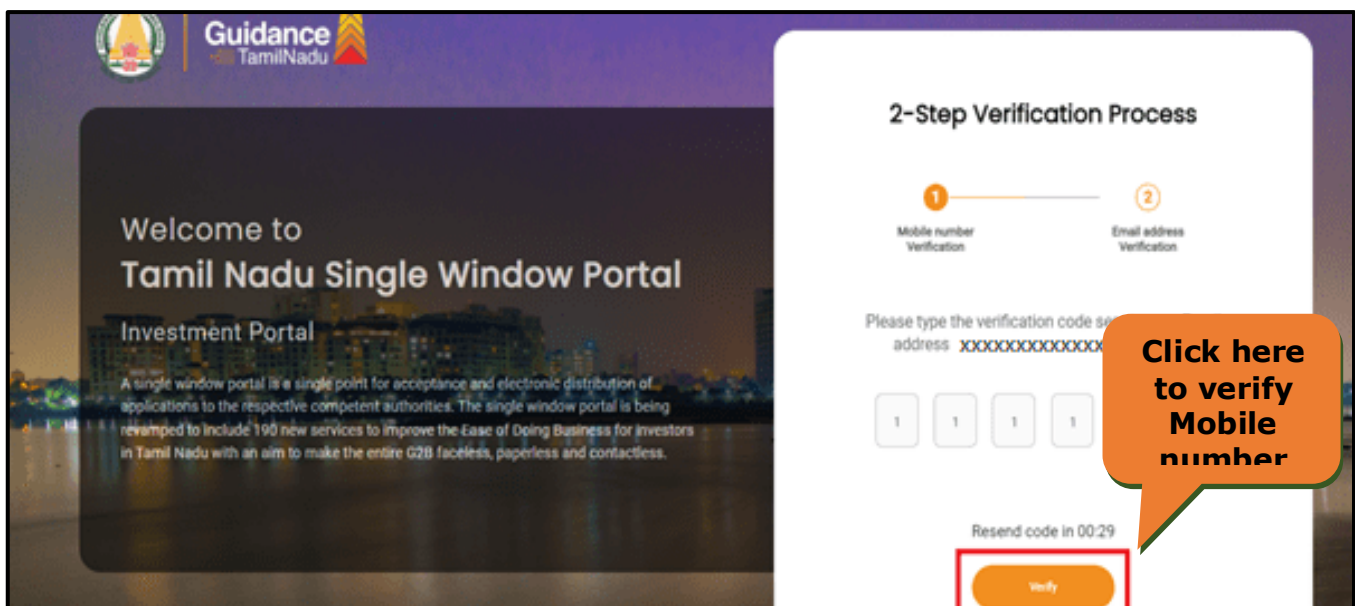 Guidance
TamilNadu
Welcome to
Tamil Nadu Single Window Portal
Investment Portal
A single window portal is a single point for acceptance and electronic distribution of
applications to the respective competent authorities. The single window portal is being
revamped to include 190 new services to improve the Ease of Doing Business for investors
in Tamil Nadu with an aim to make the entire G2B faceless, paperless and contactless.
2-Step Verification Process
1
2
Mobile number
Verification
Email address
Verification
Please type the verification code
address xxxxxxxxxxxxx
1 1 1 1
Resend code in 00:29
Verify
Click here
to verify
Mobile
number